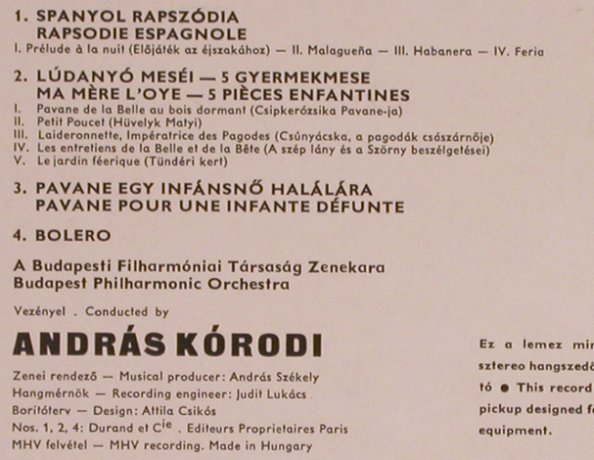 1. SPANYOL RAPSZÓDIA
RAPSODIE ESPAGNOLE
I. Prélude à la nuit (Előjáték az éjszakához) — II. Malagueña — III. Habanera — IV. Feria
2. LÚDANYÓ MESÉI — 5 GYERMEKMESE
MA MÈRE L'OYE — 5 PIÈCES ENFANTINES
I. Pavane de la Belle au bois dormant (Csipkerózsika Pavane-ja)
II. Petit Poucet (Hüvelyk Matyi)
III. Laideronnette, Impératrice des Pagodes (Csúnyácska, a pagodák császárnője)
IV. Les entretiens de la Belle et de la Bête (A szép lány és a Szörny beszélgetései)
V. Le jardin féerique (Tündéri kert)
3. PAVANE EGY INFÁNSNŐ HALÁLÁRA
PAVANE POUR UNE INFANTE DÉFUNTE
4. BOLERO
A Budapesti Filharmóniai Társaság Zenekara
Budapest Philharmonic Orchestra
Vezényel . Conducted by
ANDRÁS KÓRODI
Zenei rendező — Musical producer: András Székely
Hangmérnök — Recording engineer: Judit Lukács
Borítóterv — Design: Attila Csikós
Nos. 1, 2, 4: Durand et Cie . Editeurs Proprietaires Paris
MHV felvétel — MHV recording. Made in Hungary
Ez a lemez min
sztereo hangszedő
tó ● This record
pickup designed fo
equipment.